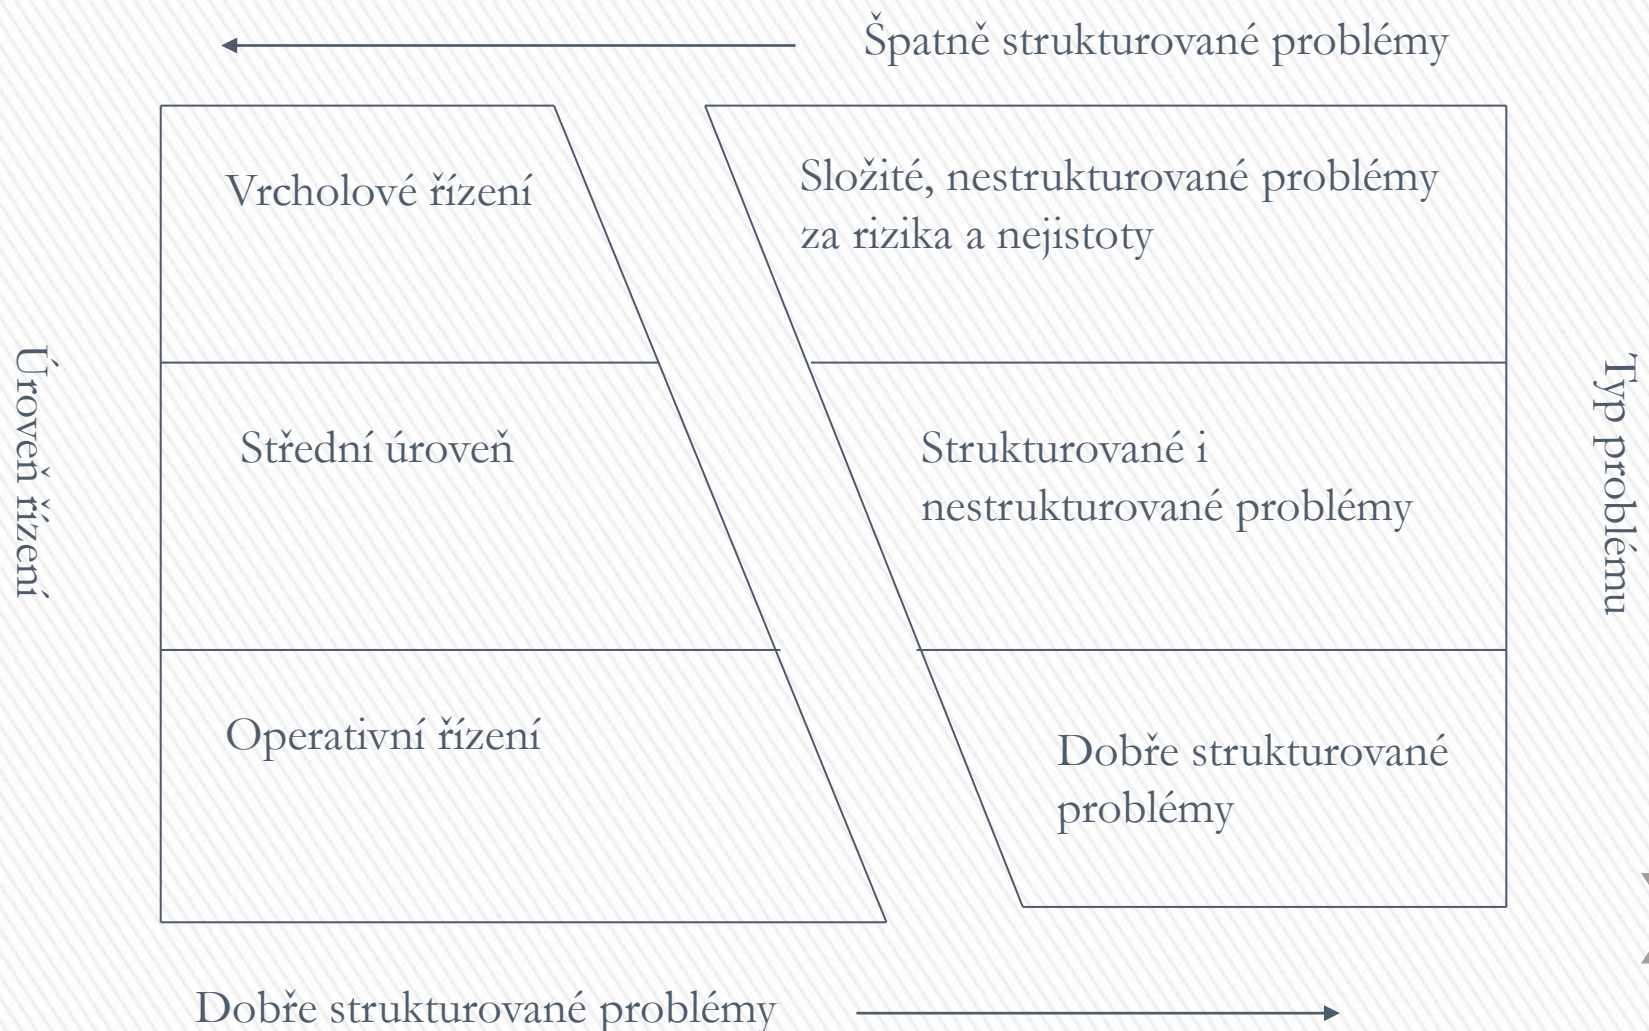 Špatně strukturované problémy
Vrcholové řízení
Složité, nestrukturované problémy
za rizika a nejistoty
Úroveň řízení
Typ problému
Střední úroveň
Strukturované i
nestrukturované problémy
Operativní řízení
Dobře strukturované
problémy
Dobře strukturované problémy